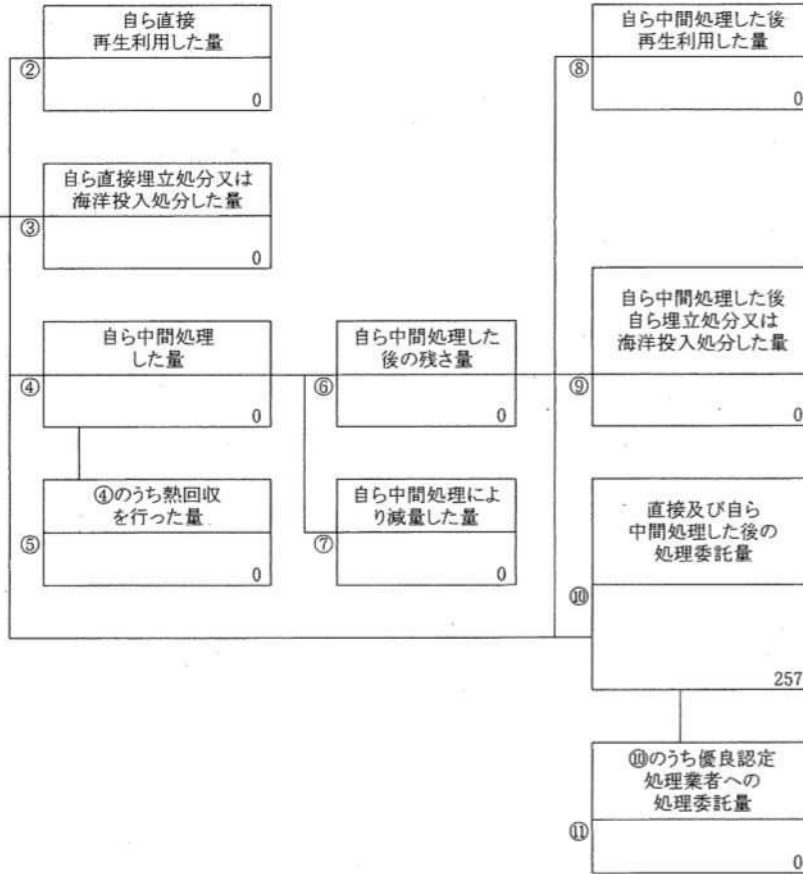 自ら直接
再生利用した量
②
0
自ら直接埋立処分又は
海洋投入処分した量
③
0
自ら中間処理
した量
④
0
④のうち熱回収
を行った量
⑤
0
自ら中間処理した
後の残さ量
⑥
0
自ら中間処理によ
り減量した量
⑦
0
自ら中間処理した後
再生利用した量
⑧
0
自ら中間処理した後
自ら埋立処分又は
海洋投入処分した量
⑨
0
直接及び自ら
中間処理した後の
処理委託量
⑩
257
⑩のうち優良認定
処理業者への
処理委託量
⑪
0